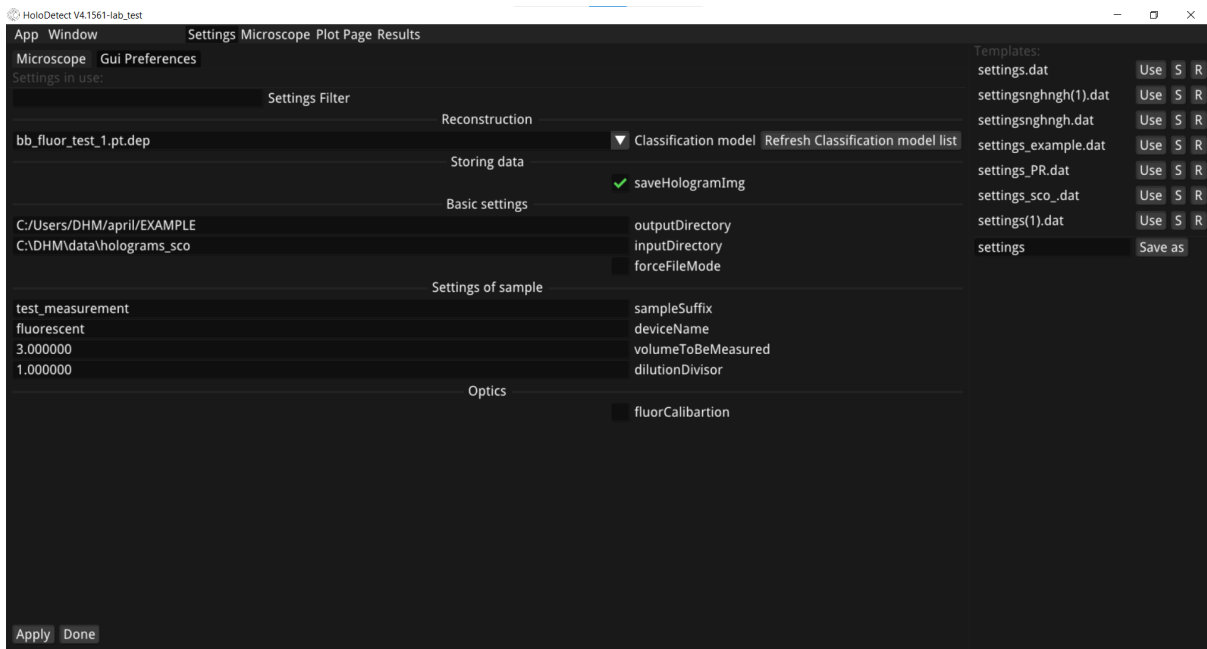 HoloDetect V4.1561-lab_test
App Window Settings Microscope Plot Page Results
Microscope Gui Preferences
Settings in use:
Settings Filter
Reconstruction
bb_fluor_test_1.pt.dep Classification model Refresh Classification model list
Storing data
saveHologramImg
Basic settings
C:/Users/DHM/april/EXAMPLE outputDirectory
C:\DHM\data\holograms_sco inputDirectory
forceFileMode
Settings of sample
test_measurement sampleSuffix
fluorescent deviceName
3.000000 volumeToBeMeasured
1.000000 dilutionDivisor
Optics
fluorCalibartion
Apply Done
Templates:
settings.dat Use S R
settingsnghngh(1).dat Use S R
settingsnghngh.dat Use S R
settings_example.dat Use S R
settings_PR.dat Use S R
settings_sco_.dat Use S R
settings(1).dat Use S R
settings Save as